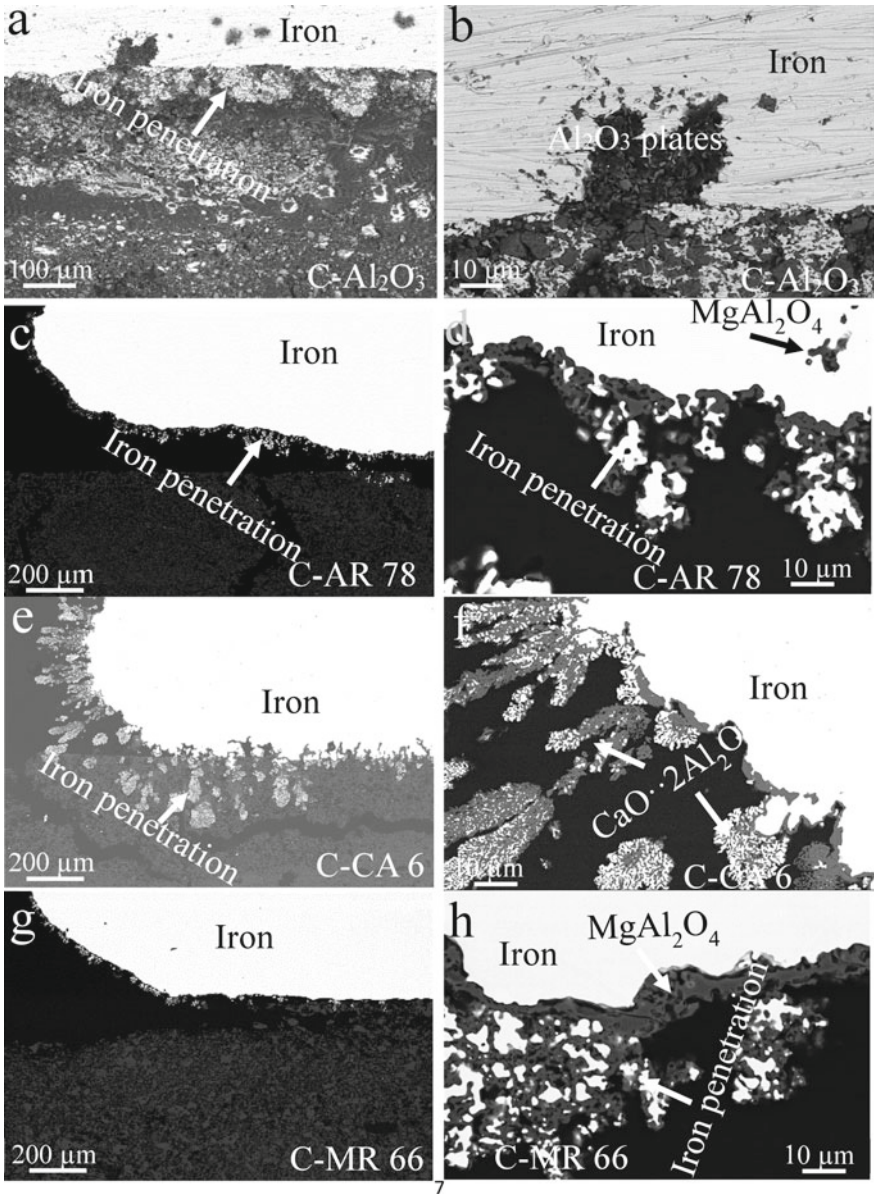 a
Iron
Iron penetration
100 µm
C-Al₂O₃
b
Iron
Al₂O₃ plates
10 µm
C-Al₂O₃
c
Iron
Iron penetration
200 µm
C-AR 78
d
MgAl₂O₄
Iron
Iron penetration
C-AR 78
10 µm
e
Iron
Iron penetration
200 µm
C-CA 6
f
Iron
CaO··2Al₂O
µm
C-CA 6
g
Iron
200 µm
C-MR 66
h
MgAl₂O₄
Iron
Iron penetration
C-MR 66
10 µm
7